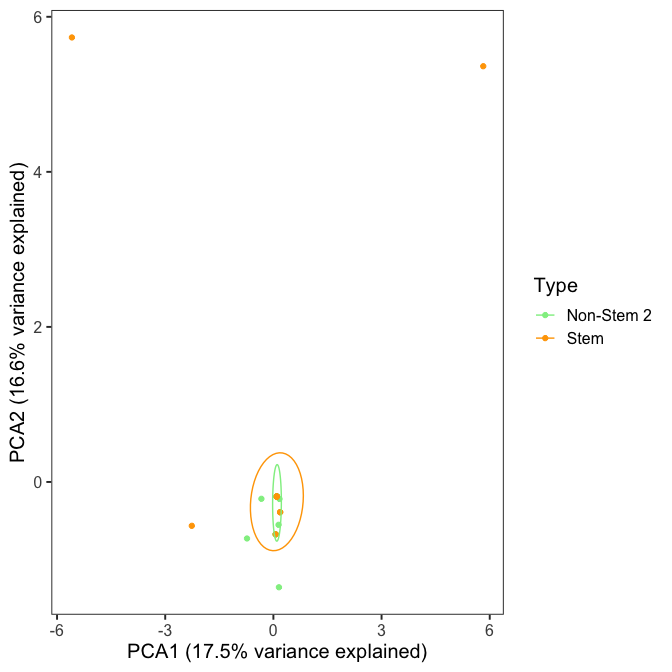 6
4
2
0
-6
-3
0
3
6
PCA1 (17.5% variance explained)
PCA2 (16.6% variance explained)
Type
Non-Stem 2
Stem